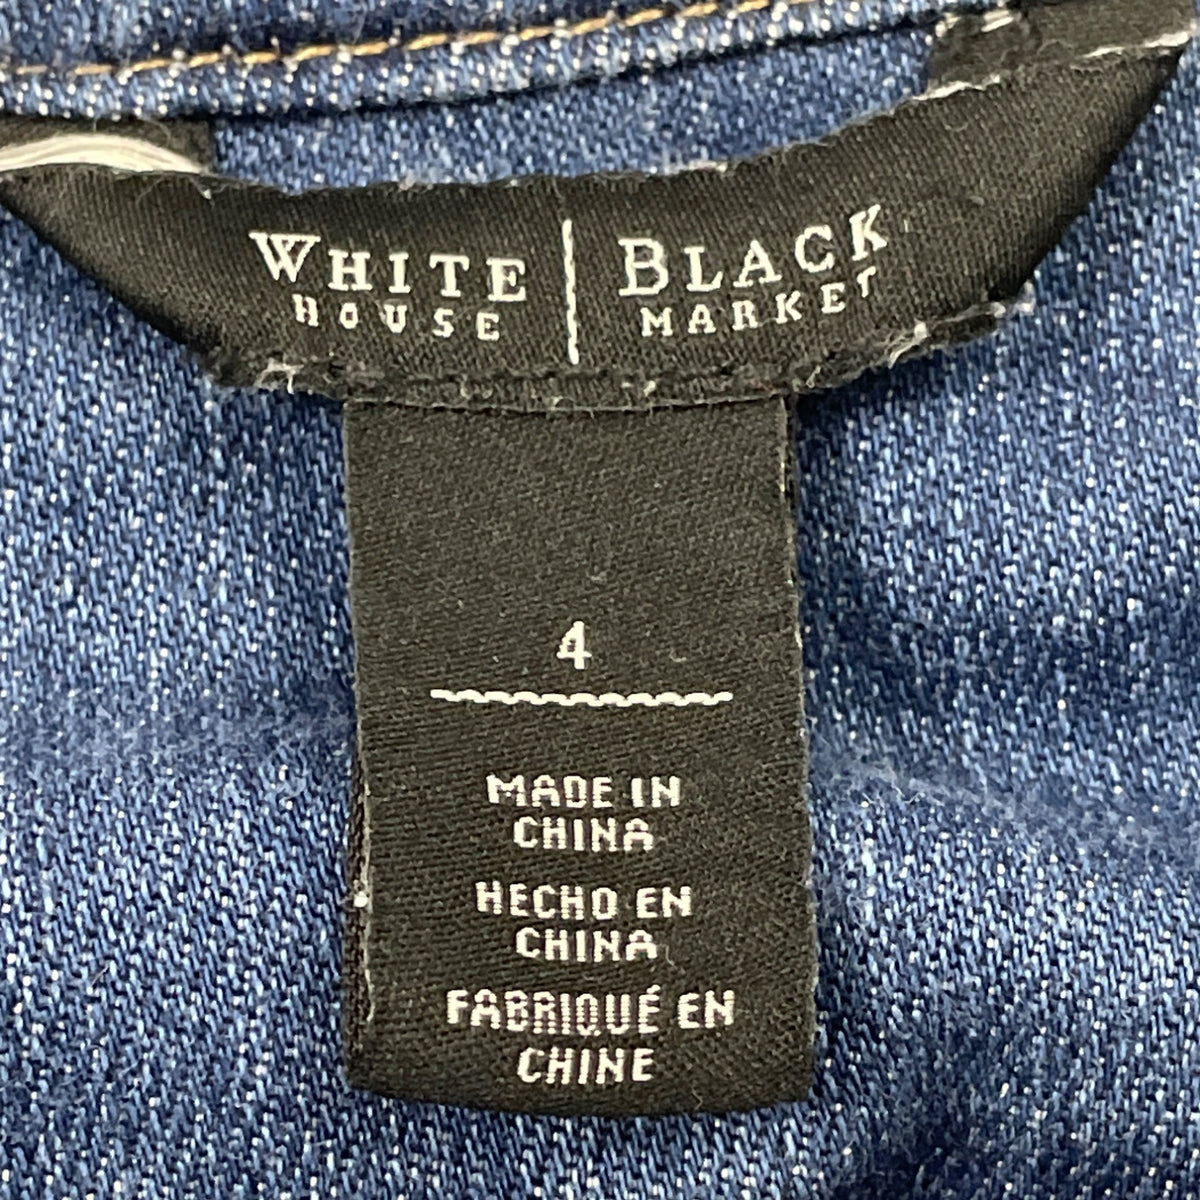 WHITE | BLACK
HOUSE | MARKET
4
MADE IN
CHINA
HECHO EN
CHINA
FABRIQUÉ EN
CHINE